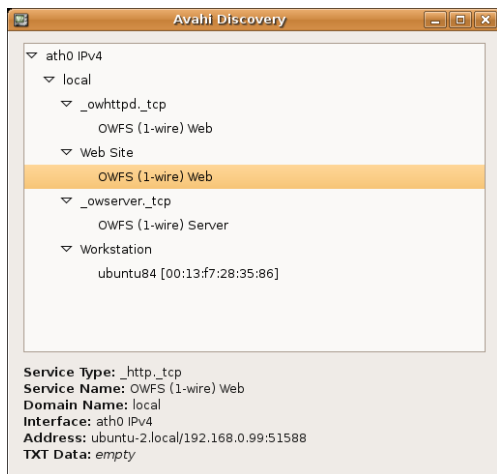 Avahi Discovery
ath0 IPv4
local
_owhttpd._tcp
OWFS (1-wire) Web
Web Site
OWFS (1-wire) Web
_owserver._tcp
OWFS (1-wire) Server
Workstation
ubuntu84 [00:13:f7:28:35:86]
Service Type: _http._tcp
Service Name: OWFS (1-wire) Web
Domain Name: local
Interface: ath0 IPv4
Address: ubuntu-2.local/192.168.0.99:51588
TXT Data: empty